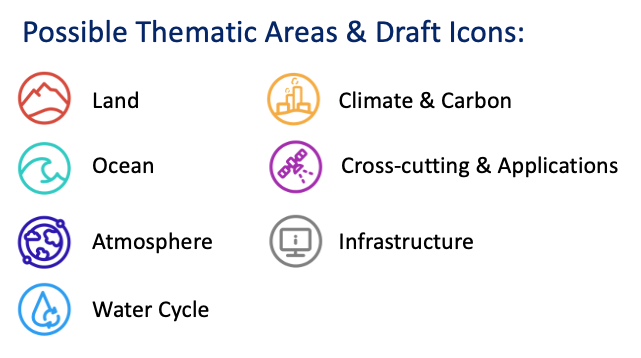 Possible Thematic Areas & Draft Icons:
Land
Ocean
Atmosphere
Water Cycle
Climate & Carbon
Cross-cutting & Applications
Infrastructure